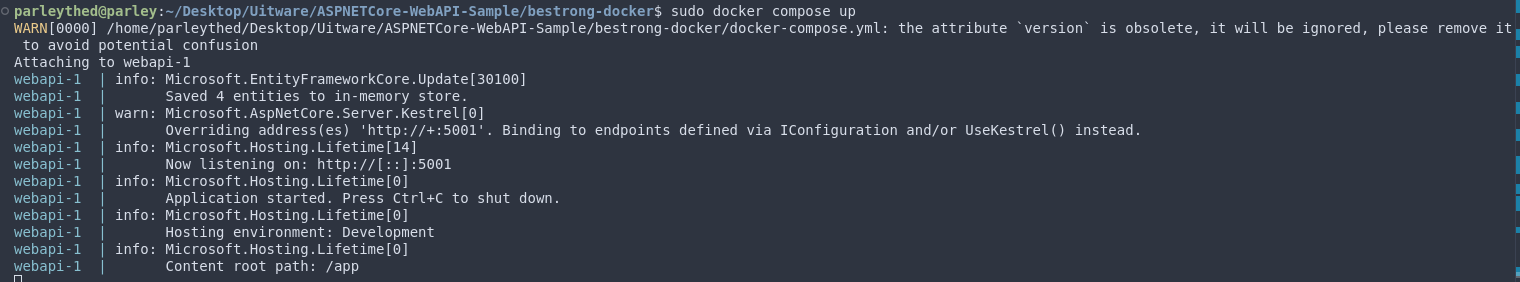 parleythed@parley:~/Desktop/Uitware/ASPNETCore-WebAPI-Sample/bestrong-docker$ sudo docker compose up
WARN[0000] /home/parleythed/Desktop/Uitware/ASPNETCore-WebAPI-Sample/bestrong-docker/docker-compose.yml: the attribute `version` is obsolete, it will be ignored, please remove it
 to avoid potential confusion
Attaching to webapi-1
webapi-1  | info: Microsoft.EntityFrameworkCore.Update[30100]
webapi-1  |       Saved 4 entities to in-memory store.
webapi-1  | warn: Microsoft.AspNetCore.Server.Kestrel[0]
webapi-1  |       Overriding address(es) 'http://+:5001'. Binding to endpoints defined via IConfiguration and/or UseKestrel() instead.
webapi-1  | info: Microsoft.Hosting.Lifetime[14]
webapi-1  |       Now listening on: http://[::]:5001
webapi-1  | info: Microsoft.Hosting.Lifetime[0]
webapi-1  |       Application started. Press Ctrl+C to shut down.
webapi-1  | info: Microsoft.Hosting.Lifetime[0]
webapi-1  |       Hosting environment: Development
webapi-1  | info: Microsoft.Hosting.Lifetime[0]
webapi-1  |       Content root path: /app